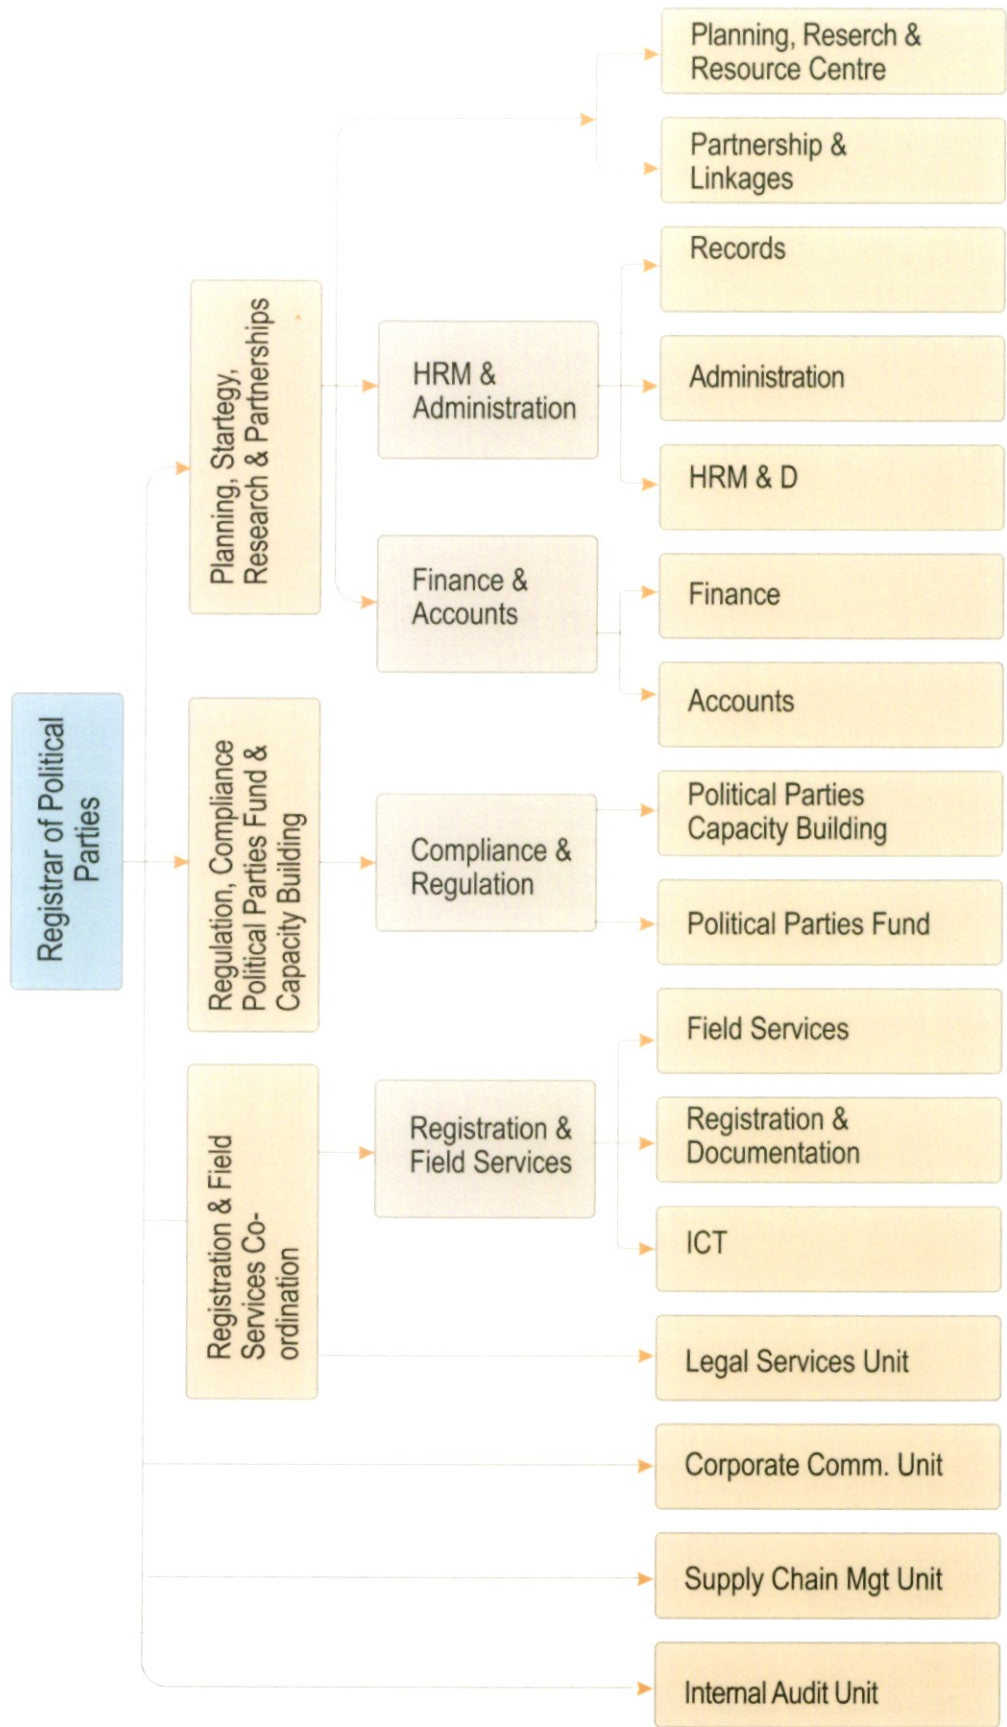 Registrar of Political
Parties
Planning, Startegy,
Research & Partnerships
Regulation, Compliance
Political Parties Fund &
Capacity Building
Registration & Field
Services Co-
ordination
HRM &
Administration
Finance &
Accounts
Compliance &
Regulation
Registration &
Field Services
Planning, Reserch &
Resource Centre
Partnership &
Linkages
Records
Administration
HRM & D
Finance
Accounts
Political Parties
Capacity Building
Political Parties Fund
Field Services
Registration &
Documentation
ICT
Legal Services Unit
Corporate Comm. Unit
Supply Chain Mgt Unit
Internal Audit Unit